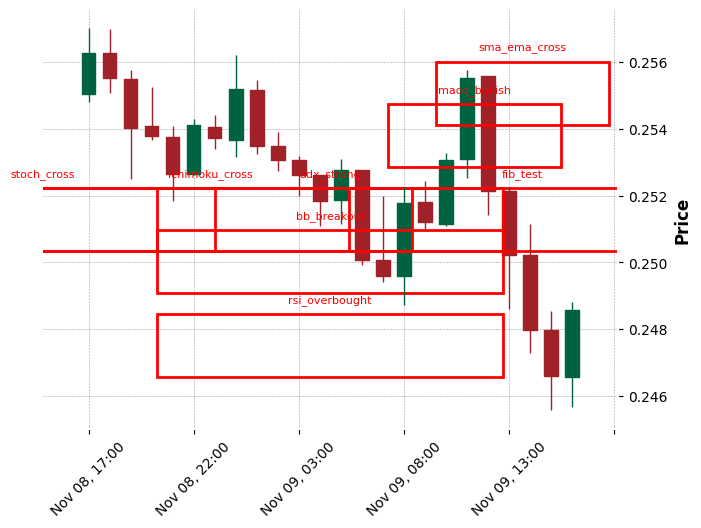 sma_ema_cross
0.256
macd_bullish
0.254
stoch_cross
ichimoku_cross
adx_strong
fib_test
0.252
bb_breakout
0.250
rsi_overbought
0.248
0.246
Price
Nov 08, 17:00
Nov 08, 22:00
Nov 09, 03:00
Nov 09, 08:00
Nov 09, 13:00